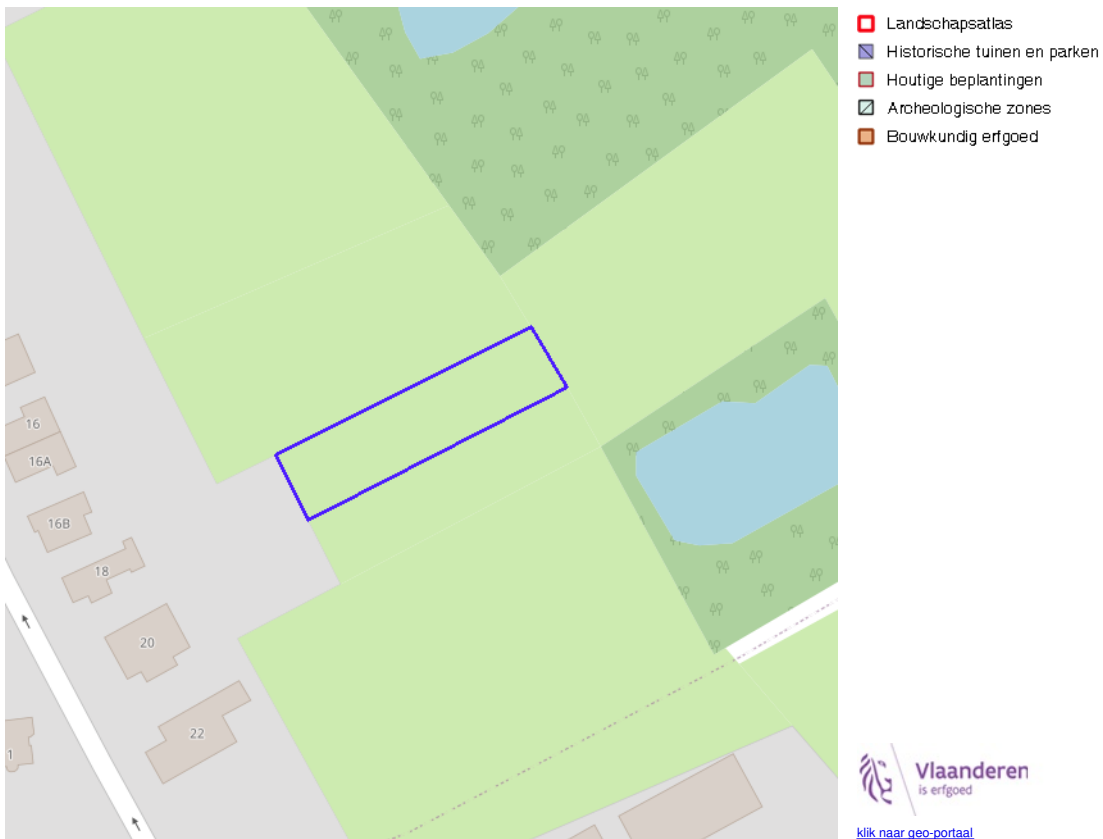 Landschapsatlas
Historische tuinen en parken
Houtige beplantingen
Archeologische zones
Bouwkundig erfgoed
16
16A
16B
18
20
22
1
Vlaanderen
is erfgoed
klik naar geo-portaal